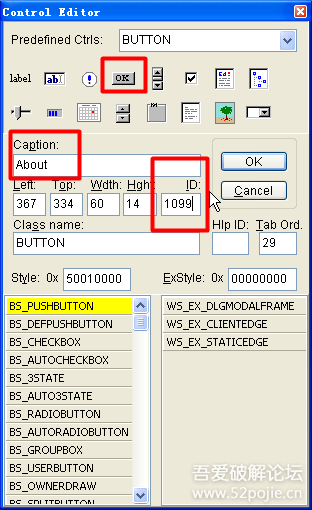 Control Editor
Predefined Ctrls: BUTTON
label ab| OK
Caption:
About
Left: Top: Wdth: Hght: ID:
367 334 60 14 1099
OK
Cancel
Class name: Hlp ID: Tab Ord.
BUTTON 29
Style: 0x 50010000 ExStyle: 0x 00000000
BS_PUSHBUTTON
BS_DEFPUSHBUTTON
BS_CHECKBOX
BS_AUTOCHECKBOX
BS_3STATE
BS_AUTO3STATE
BS_RADIOBUTTON
BS_AUTORADIOBUTTON
BS_GROUPBOX
BS_USERBUTTON
BS_OWNERDRAW
BS_SPLITBUTTON
WS_EX_DLGMODALFRAME
WS_EX_CLIENTEDGE
WS_EX_STATICEDGE
吾爱破解论坛
www.52pojie.cn